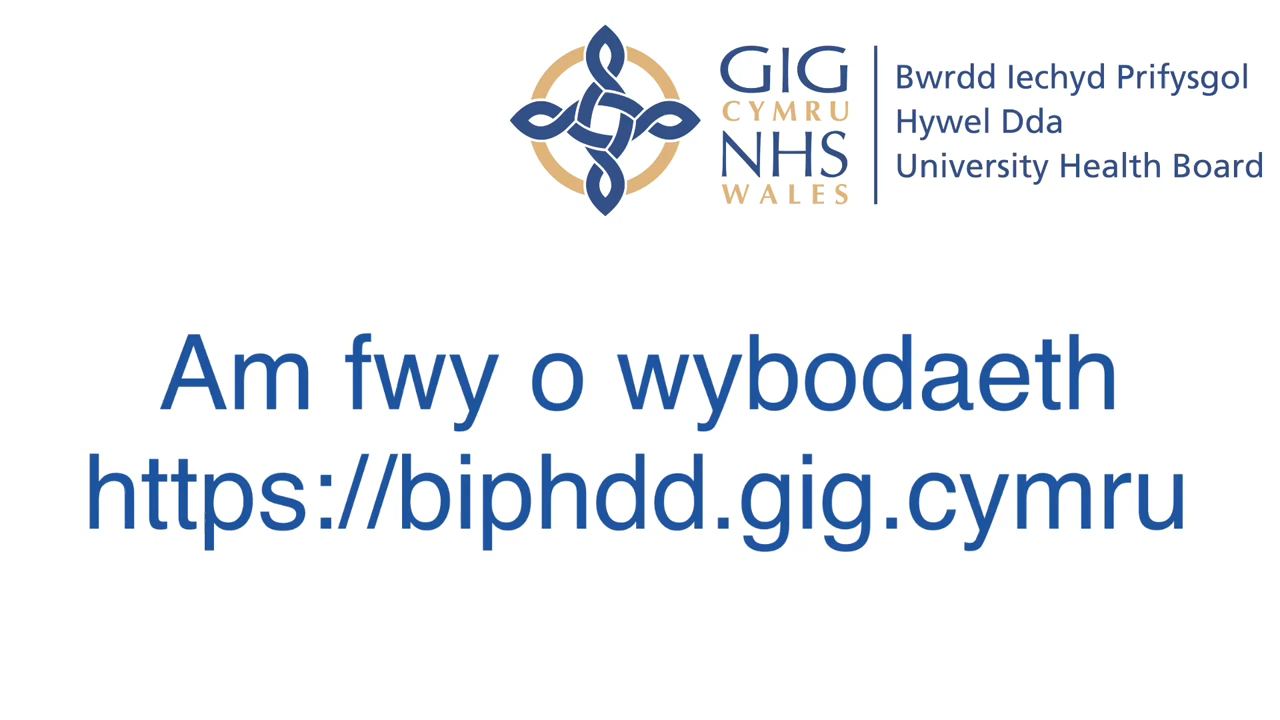 GIG
CYMRU
NHS
WALES
Bwrdd Iechyd Prifysgol
Hywel Dda
University Health Board
Am fwy o wybodaeth
https://biphdd.gig.cymru